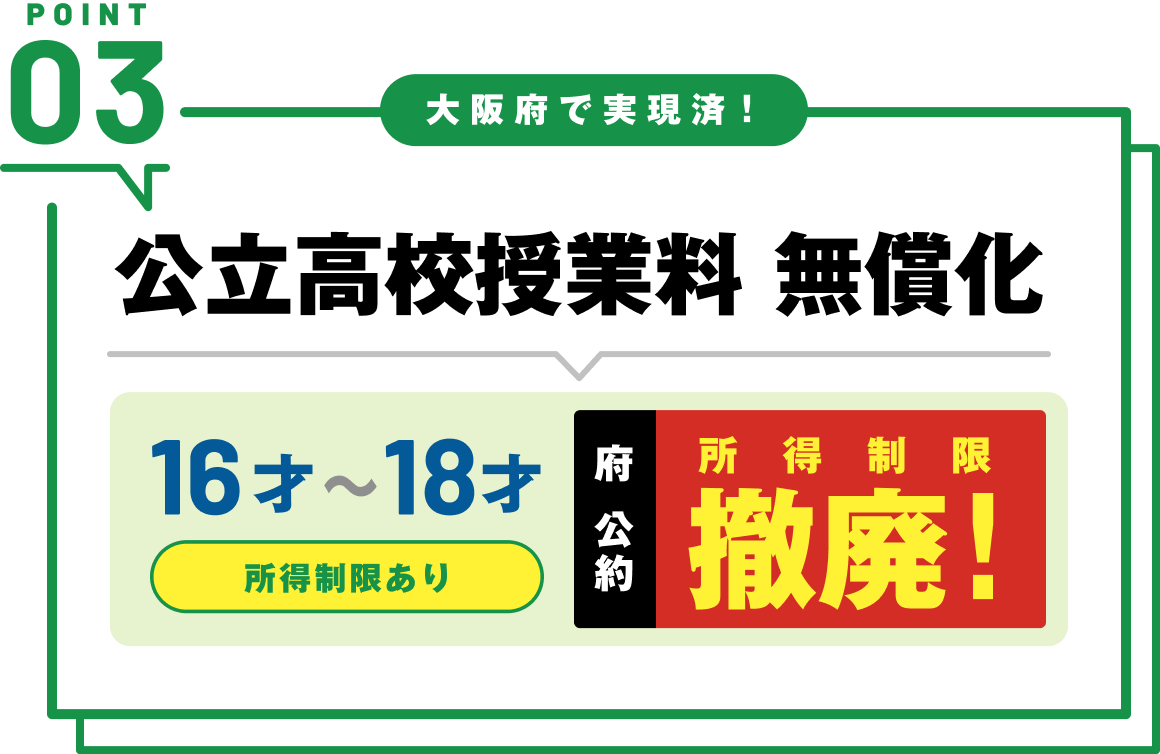 POINT
03
大阪府で実現済！
公立高校授業料 無償化
16才～18才
所得制限あり
府公約
所得制限
撤廃！